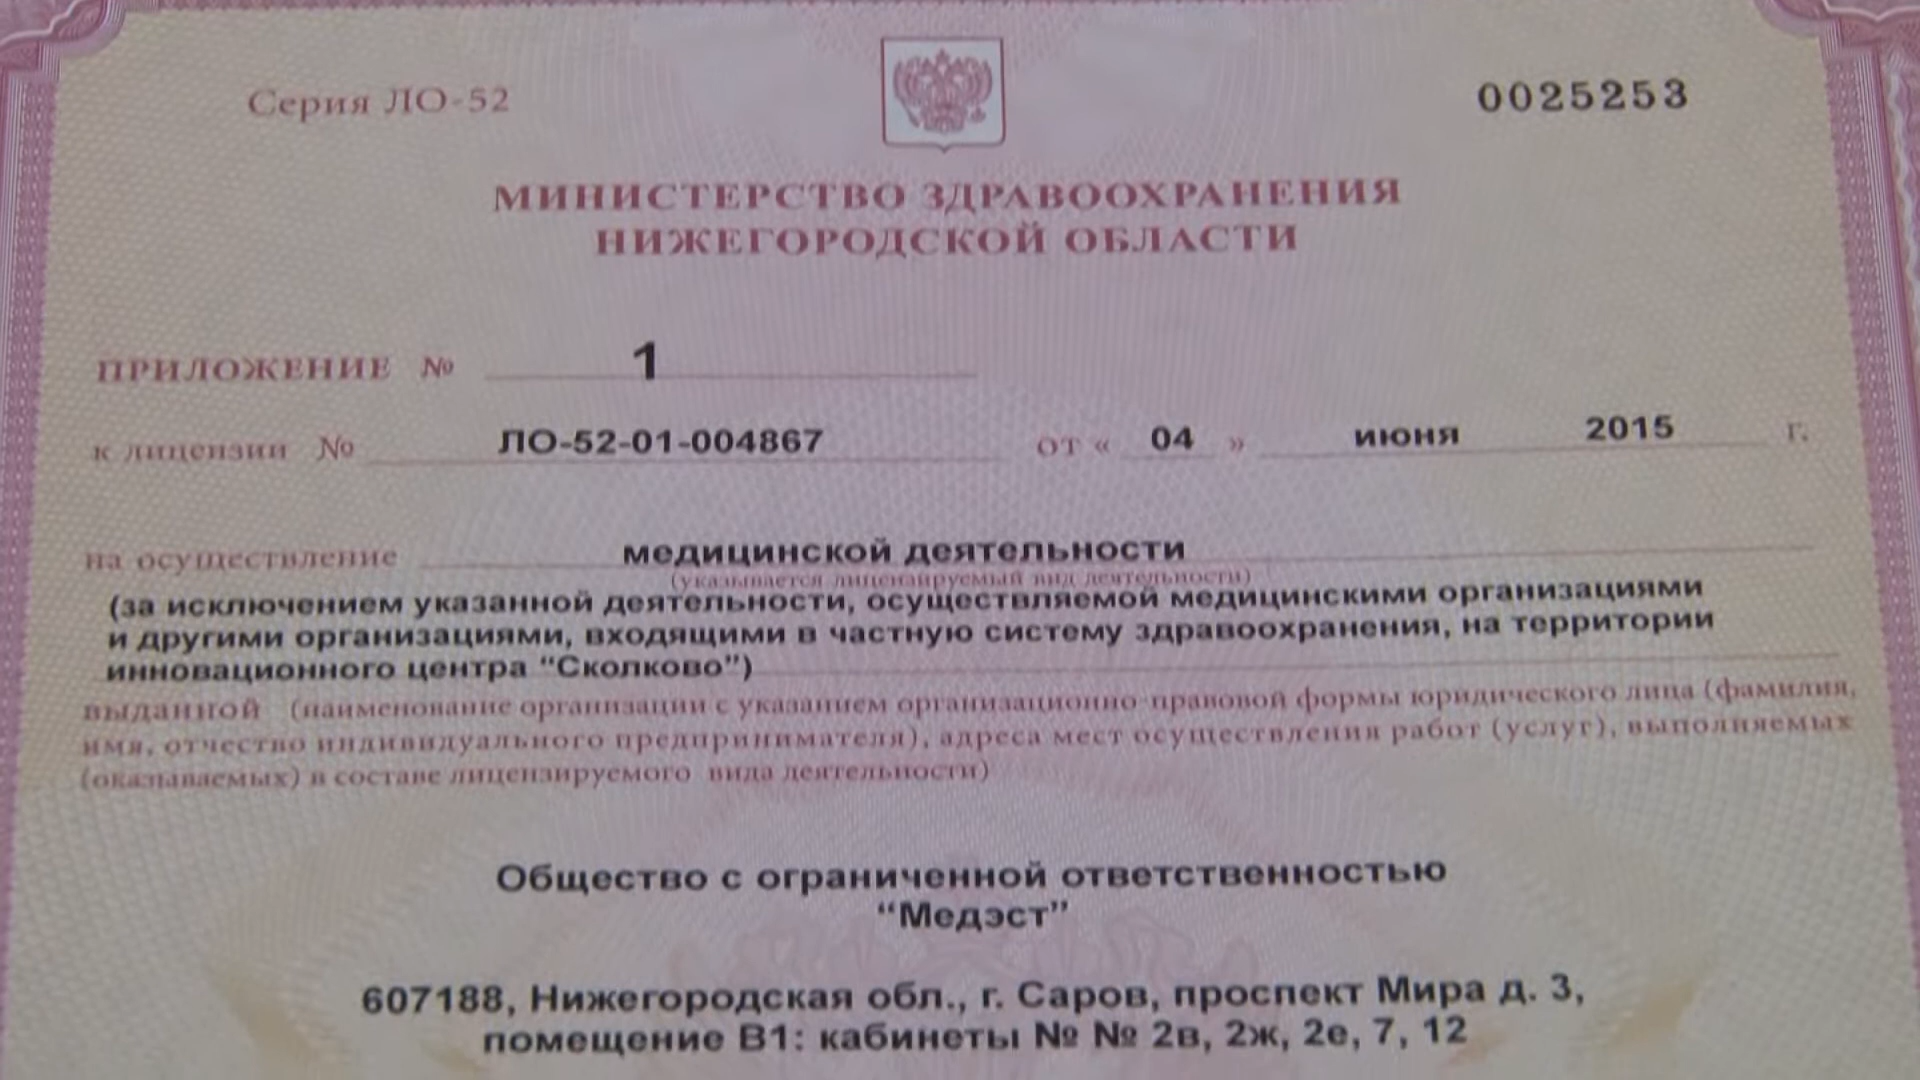 Серия ЛО-52
0025253
МИНИСТЕРСТВО ЗДРАВООХРАНЕНИЯ
НИЖЕГОРОДСКОЙ ОБЛАСТИ
ПРИЛОЖЕНИЕ № 1
к лицензии № ЛО-52-01-004867 от « 04 » июня 2015 г.
на осуществление медицинской деятельности
(указывается лицензируемый вид деятельности)
(за исключением указанной деятельности, осуществляемой медицинскими организациями
и другими организациями, входящими в частную систему здравоохранения, на территории
инновационного центра “Сколково”)
выданной (наименование организации с указанием организационно-правовой формы юридического лица (фамилия,
имя, отчество индивидуального предпринимателя), адреса мест осуществления работ (услуг), выполняемых
(оказываемых) в составе лицензируемого вида деятельности)
Общество с ограниченной ответственностью
“Медэст”
607188, Нижегородская обл., г. Саров, проспект Мира д. 3,
помещение В1: кабинеты № № 2в, 2ж, 2е, 7, 12